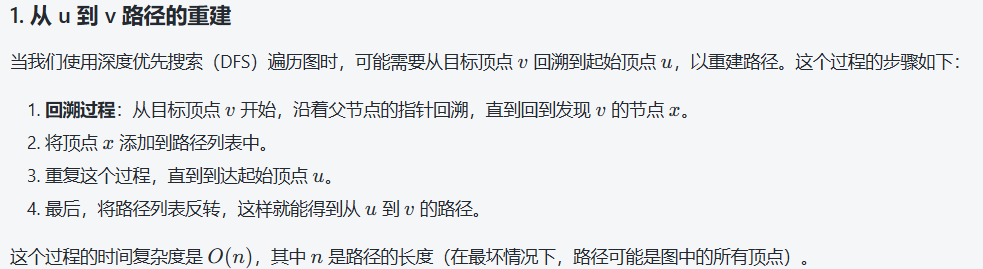 1. 从 u 到 v 路径的重建
当我们使用深度优先搜索（DFS）遍历图时，可能需要从目标顶点 v 回溯到起始顶点 u，以重建路径。这个过程的步骤如下：
1. 回溯过程：从目标顶点 v 开始，沿着父节点的指针回溯，直到回到发现 v 的节点 x。
2. 将顶点 x 添加到路径列表中。
3. 重复这个过程，直到到达起始顶点 u。
4. 最后，将路径列表反转，这样就能得到从 u 到 v 的路径。
这个过程的时间复杂度是 O(n)，其中 n 是路径的长度（在最坏情况下，路径可能是图中的所有顶点）。